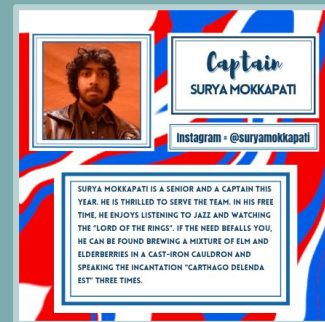 Captain
SURYA MOKKAPATI
Instagram = @suryamokkapati
SURYA MOKKAPATI IS A SENIOR AND A CAPTAIN THIS
YEAR. HE IS THRILLED TO SERVE THE TEAM. IN HIS FREE
TIME, HE ENJOYS LISTENING TO JAZZ AND WATCHING
THE "LORD OF THE RINGS". IF THE NEED BEFALLS YOU,
HE CAN BE FOUND BREWING A MIXTURE OF ELM AND
ELDERBERRIES IN A CAST-IRON CAULDRON AND
SPEAKING THE INCANTATION "CARTHAGO DELENDA
EST" THREE TIMES.